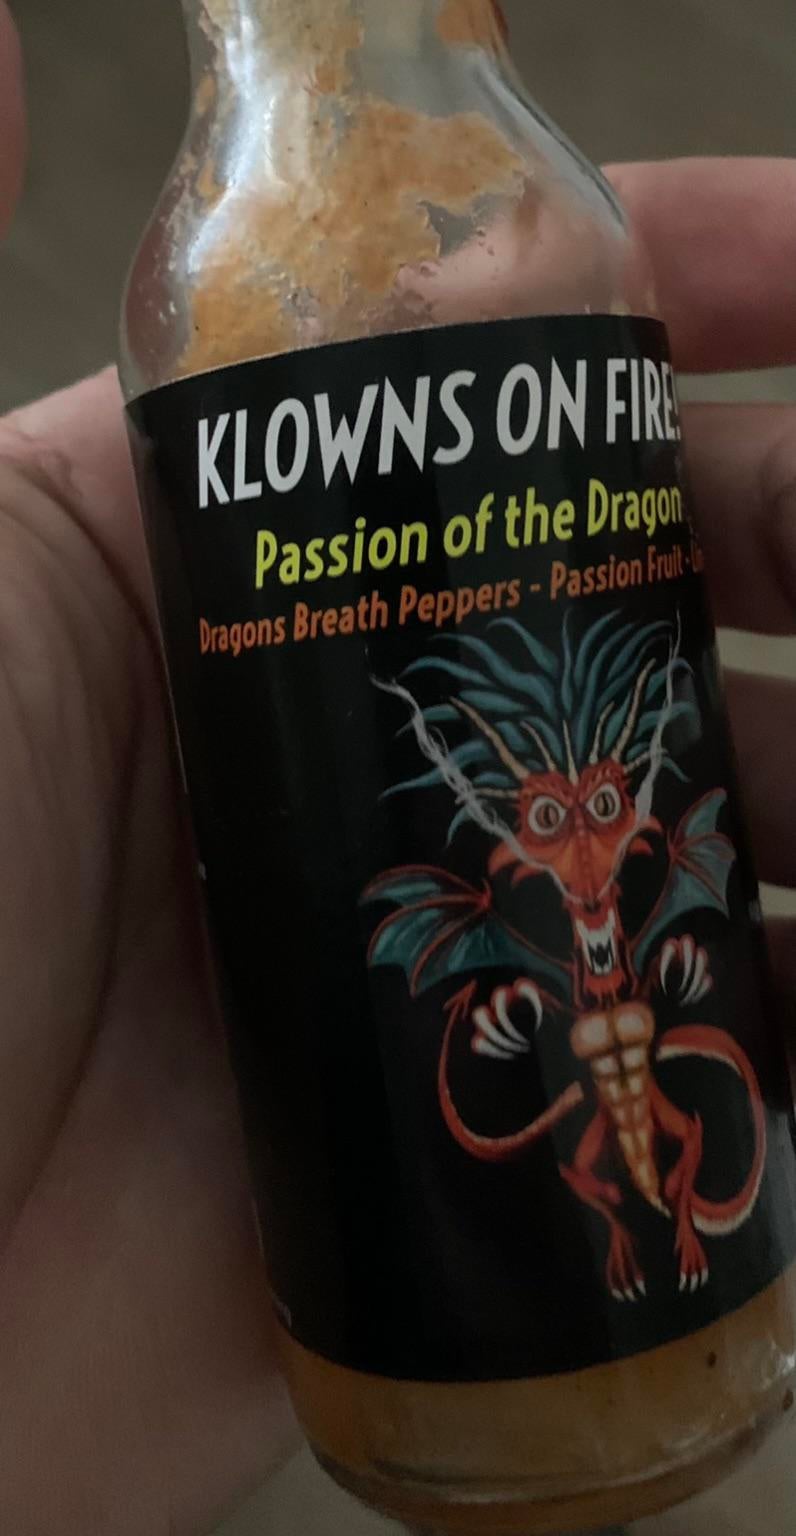 KLOWNS ON FIRE!
Passion of the Dragon
Dragons Breath Peppers - Passion Fruit -